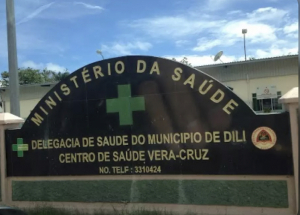 MINISTÉRIO DA SAÚDE
DELEGACIA DE SAUDE DO MUNICIPIO DE DILI
CENTRO DE SAÚDE VERA-CRUZ
NO. TELF : 3310424